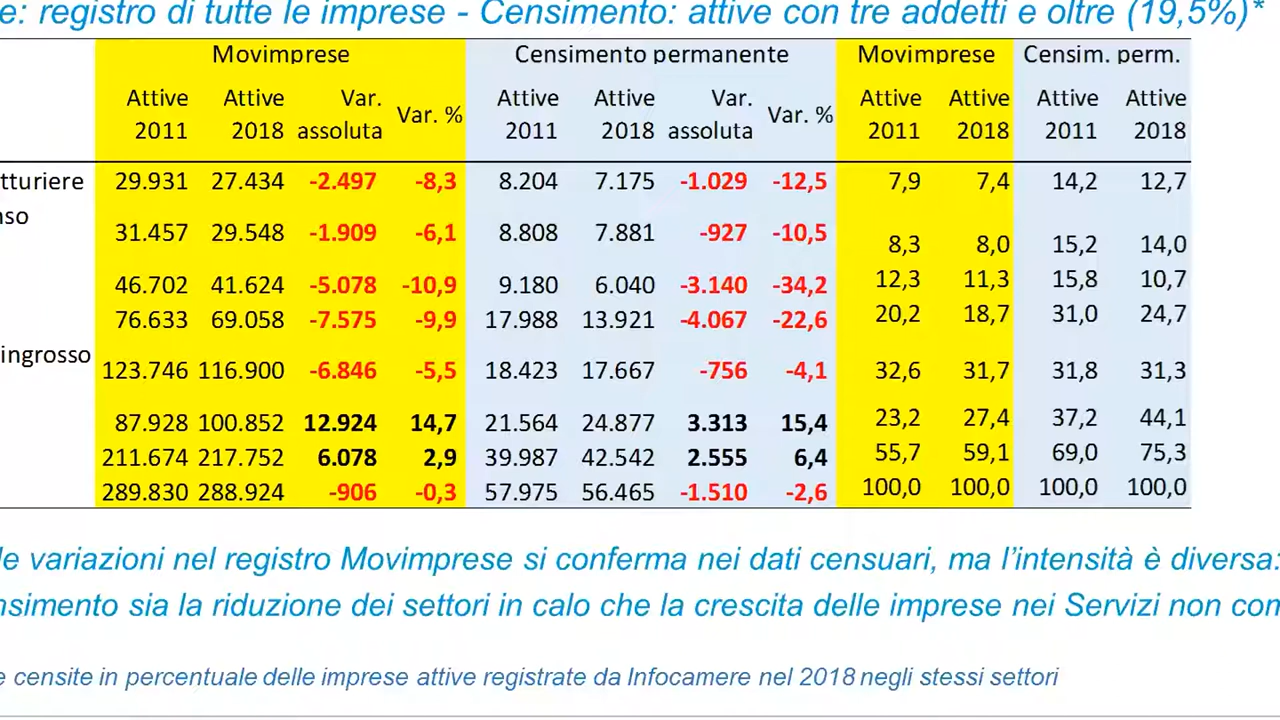 e: registro di tutte le imprese - Censimento: attive con tre addetti e oltre (19,5%)*
Movimprese Censimento permanente Movimprese Censim. perm.
Attive 2011 Attive 2018 Var. assoluta Var. % Attive 2011 Attive 2018 Var. assoluta Var. % Attive 2011 Attive 2018 Attive 2011 Attive 2018
tturiere 29.931 27.434 -2.497 -8,3 8.204 7.175 -1.029 -12,5 7,9 7,4 14,2 12,7
nso
31.457 29.548 -1.909 -6,1 8.808 7.881 -927 -10,5 8,3 8,0 15,2 14,0
46.702 41.624 -5.078 -10,9 9.180 6.040 -3.140 -34,2 12,3 11,3 15,8 10,7
76.633 69.058 -7.575 -9,9 17.988 13.921 -4.067 -22,6 20,2 18,7 31,0 24,7
ingrosso
123.746 116.900 -6.846 -5,5 18.423 17.667 -756 -4,1 32,6 31,7 31,8 31,3
87.928 100.852 12.924 14,7 21.564 24.877 3.313 15,4 23,2 27,4 37,2 44,1
211.674 217.752 6.078 2,9 39.987 42.542 2.555 6,4 55,7 59,1 69,0 75,3
289.830 288.924 -906 -0,3 57.975 56.465 -1.510 -2,6 100,0 100,0 100,0 100,0
le variazioni nel registro Movimprese si conferma nei dati censuari, ma l'intensità è diversa:
nsimento sia la riduzione dei settori in calo che la crescita delle imprese nei Servizi non con
e censite in percentuale delle imprese attive registrate da Infocamere nel 2018 negli stessi settori